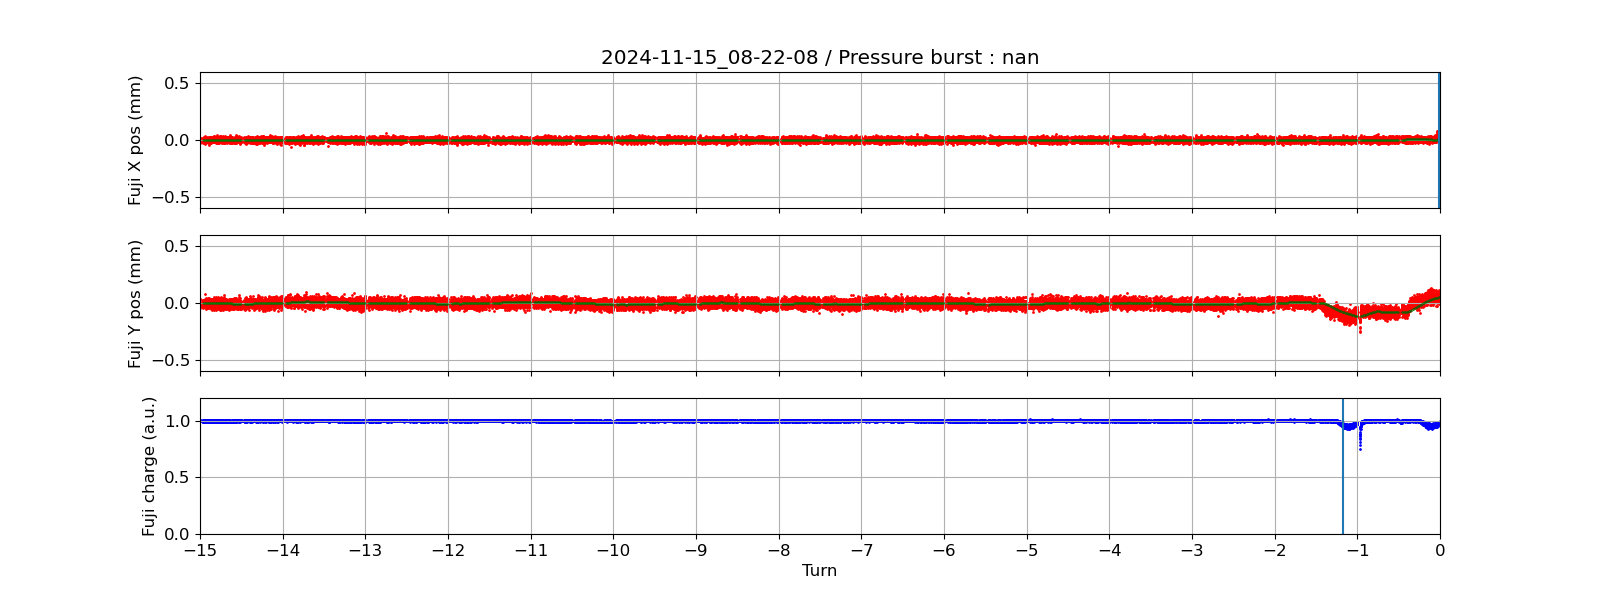 2024-11-15_08-22-08 / Pressure burst : nan
Fuji X pos (mm)
0.5
0.0
−0.5
Fuji Y pos (mm)
0.5
0.0
−0.5
Fuji charge (a.u.)
1.0
0.5
0.0
−15 −14 −13 −12 −11 −10 −9 −8 −7 −6 −5 −4 −3 −2 −1 0
Turn